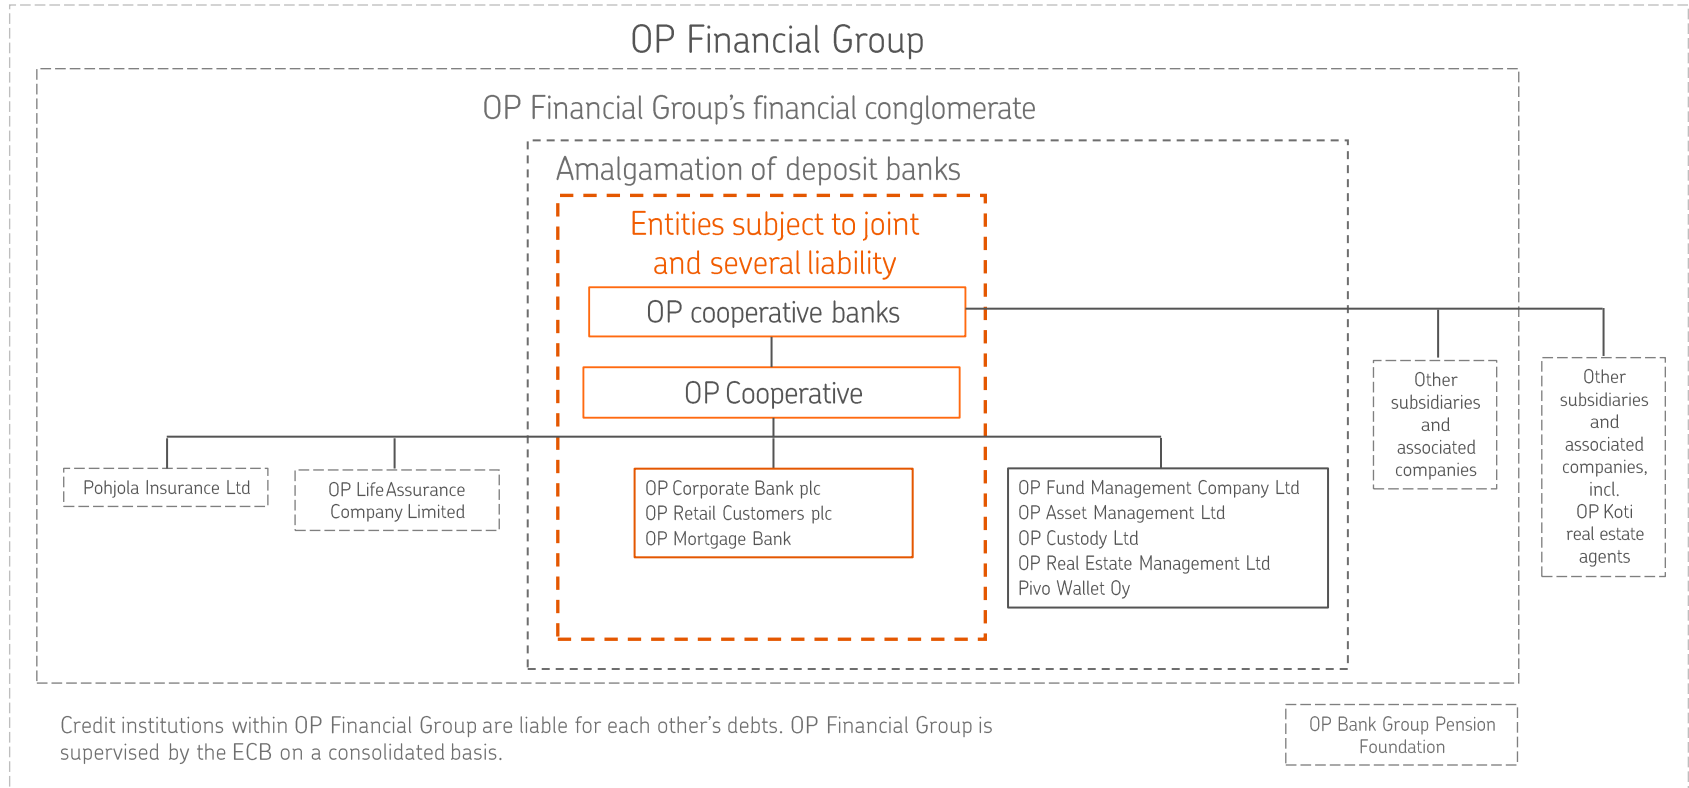 OP Financial Group
OP Financial Group's financial conglomerate
Amalgamation of deposit banks
Entities subject to joint
and several liability
OP cooperative banks
OP Cooperative
Pohjola Insurance Ltd
OP Life Assurance
Company Limited
OP Corporate Bank plc
OP Retail Customers plc
OP Mortgage Bank
OP Fund Management Company Ltd
OP Asset Management Ltd
OP Custody Ltd
OP Real Estate Management Ltd
Pivo Wallet Oy
Other
subsidiaries
and
associated
companies
Other
subsidiaries
and
associated
companies,
incl.
OP Koti
real estate
agents
Credit institutions within OP Financial Group are liable for each other's debts. OP Financial Group is
supervised by the ECB on a consolidated basis.
OP Bank Group Pension
Foundation